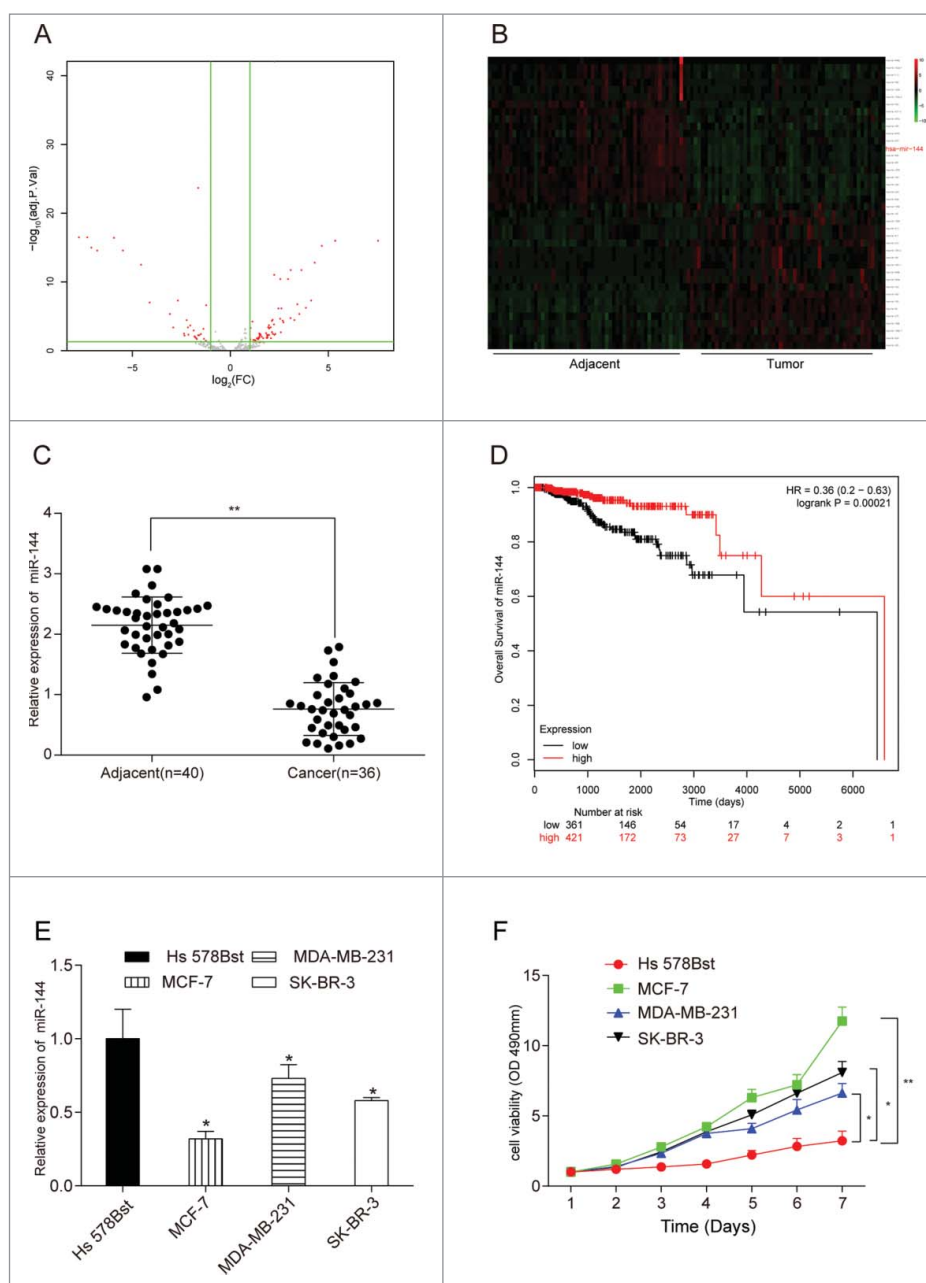 A
40
30
20
10
0
−log10(adj.P.Val)
−5 0 5
log2(FC)
B
10
5
0
−5
−10
hsa−mir−144
Adjacent Tumor
C
**
4
3
2
1
0
Relative expression of miR-144
Adjacent(n=40) Cancer(n=36)
D
HR = 0.36 (0.2 − 0.63)
logrank P = 0.00021
1.0
0.8
0.6
0.4
0.2
0.0
Overall Survival of miR-144
Expression
low
high
0 1000 2000 3000 4000 5000 6000
Time (days)
Number at risk
low 361 146 54 17 4 2 1
high 421 172 73 27 7 3 1
E
Hs 578Bst MDA-MB-231
MCF-7 SK-BR-3
1.5
1.0
0.5
0.0
Relative expression of miR-144
* * *
Hs 578Bst MCF-7 MDA-MB-231 SK-BR-3
F
Hs 578Bst
MCF-7
MDA-MB-231
SK-BR-3
15
10
5
0
cell viability (OD 490mm)
* * **
1 2 3 4 5 6 7
Time (Days)